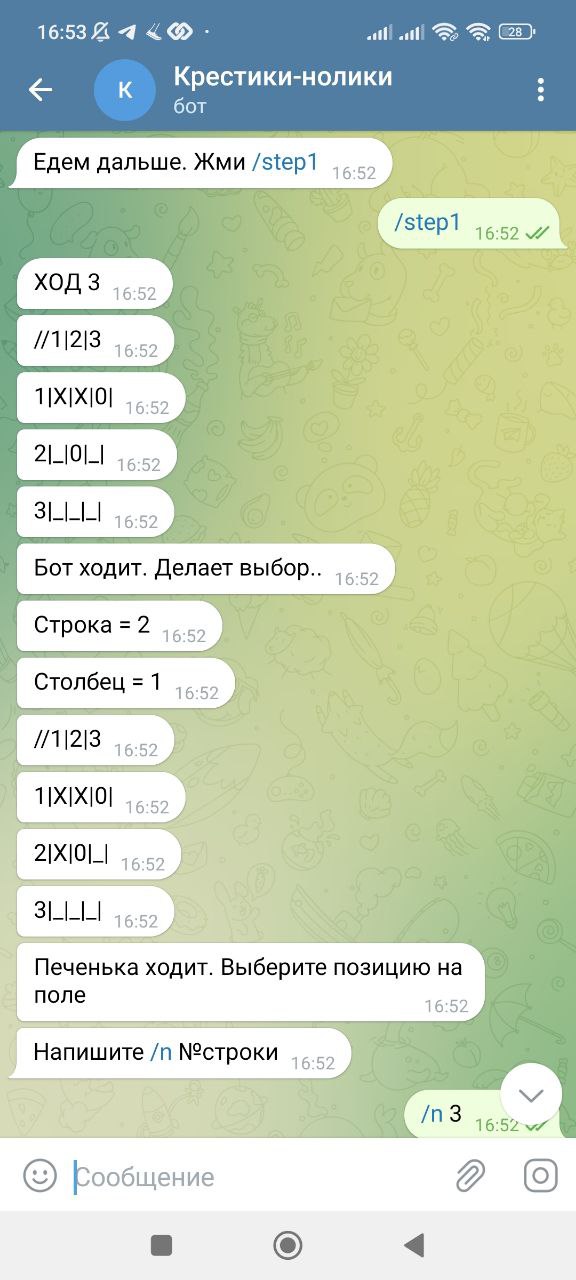 16:53
28
К
Крестики-нолики
бот
Едем дальше. Жми /step1 16:52
/step1 16:52
ХОД 3 16:52
//1|2|3 16:52
1|X|X|0| 16:52
2|_|0|_| 16:52
3|_|_|_| 16:52
Бот ходит. Делает выбор.. 16:52
Строка = 2 16:52
Столбец = 1 16:52
//1|2|3 16:52
1|X|X|0| 16:52
2|X|0|_| 16:52
3|_|_|_| 16:52
Печенька ходит. Выберите позицию на
поле 16:52
Напишите /n №строки 16:52
/n 3 16:52
Сообщение